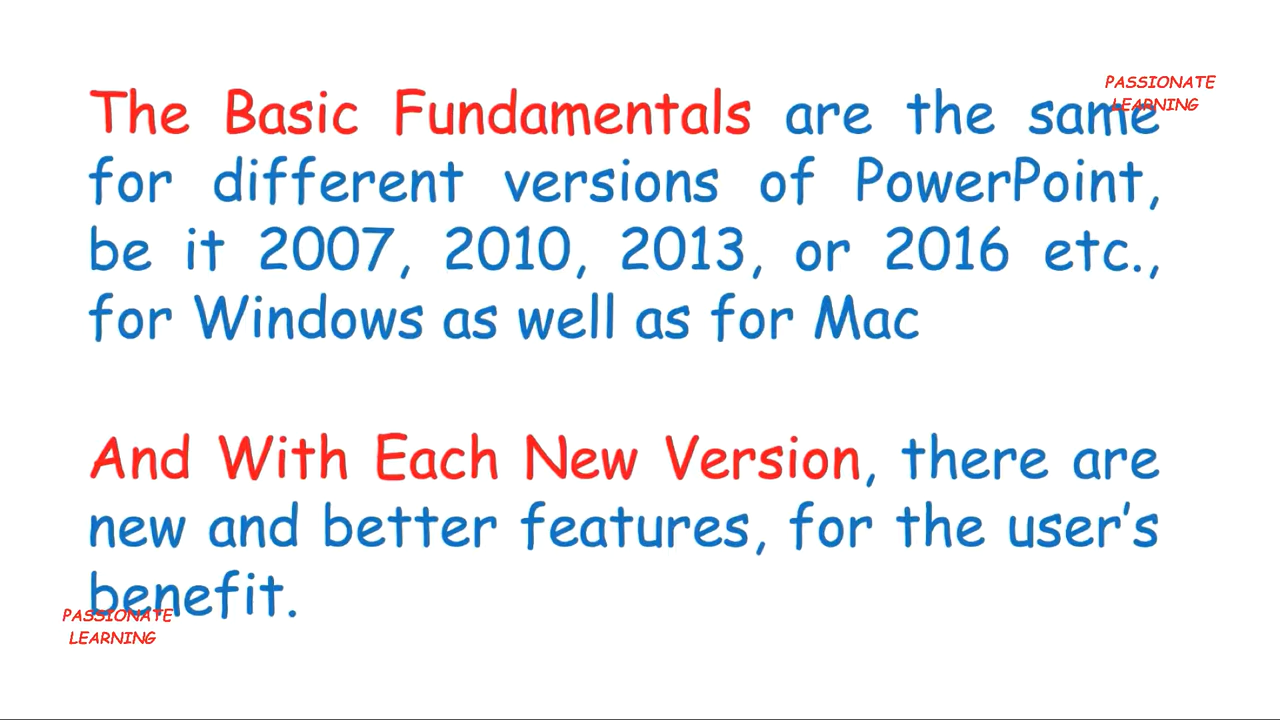 PASSIONATE
LEARNING
The Basic Fundamentals are the same
for different versions of PowerPoint,
be it 2007, 2010, 2013, or 2016 etc.,
for Windows as well as for Mac
And With Each New Version, there are
new and better features, for the user’s
benefit.
PASSIONATE
LEARNING